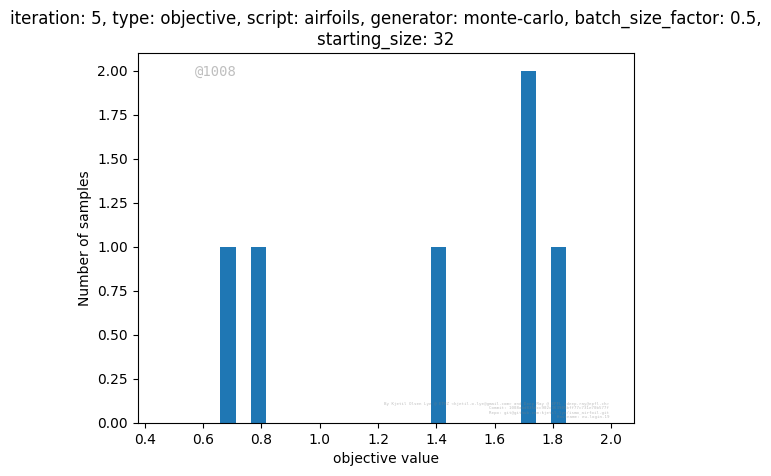 iteration: 5, type: objective, script: airfoils, generator: monte-carlo, batch_size_factor: 0.5,
starting_size: 32
@1008
2.00
1.75
1.50
1.25
1.00
0.75
0.50
0.25
0.00
Number of samples
0.4 0.6 0.8 1.0 1.2 1.4 1.6 1.8 2.0
objective value